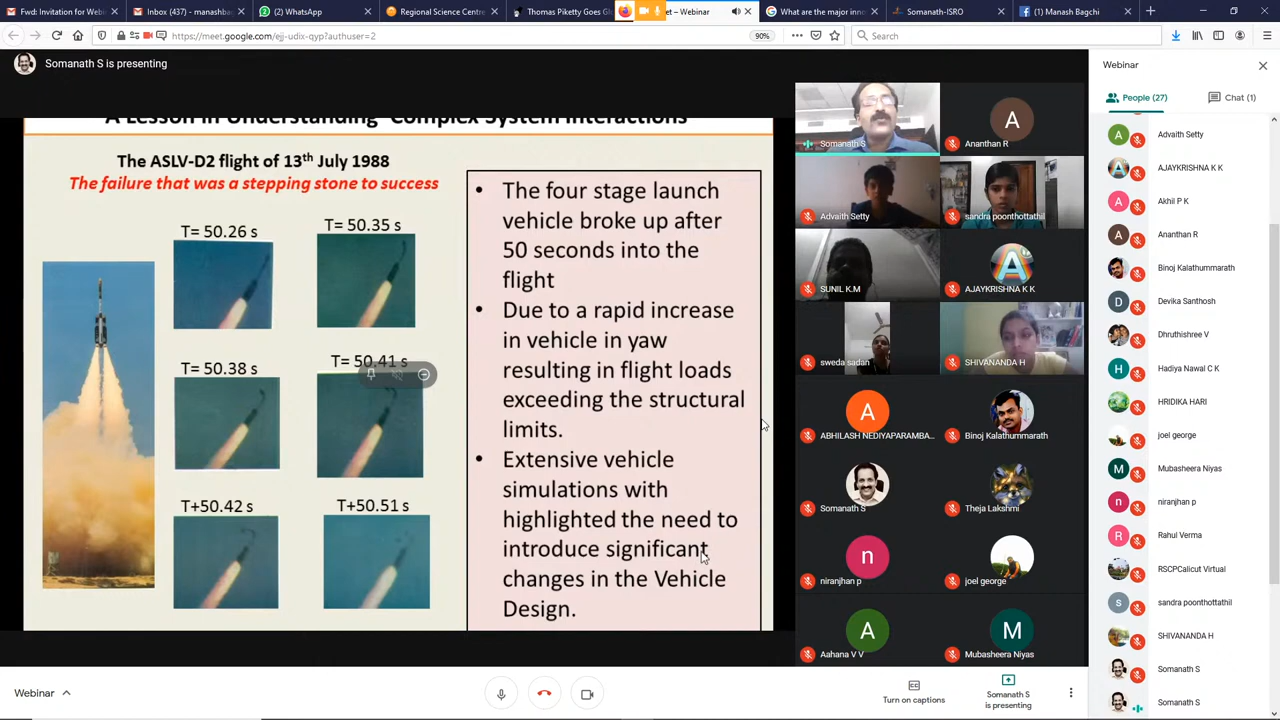 Fwd: Invitation for Webin
Inbox (437) - manashbag
(2) WhatsApp
Regional Science Centre
Thomas Piketty Goes Gl
et – Webinar
What are the major inno
Somanath-ISRO
Manash Bagchi
https://meet.google.com/ejj-udix-qyp?authuser=2
90%
Search
Somanath S is presenting
A Lesson in Understanding Complex System Interactions
The ASLV-D2 flight of 13th July 1988
The failure that was a stepping stone to success
T= 50.26 s
T= 50.35 s
T= 50.38 s
T= 50.41 s
T+50.42 s
T+50.51 s
• The four stage launch
vehicle broke up after
50 seconds into the
flight
• Due to a rapid increase
in vehicle in yaw
resulting in flight loads
exceeding the structural
limits.
• Extensive vehicle
simulations with
highlighted the need to
introduce significant
changes in the Vehicle
Design.
Somanath S
A
Ananthan R
Advaith Setty
sandra poonthottathil
SUNIL K.M
A
AJAYKRISHNA K K
sweda sadan
SHIVANANDA H
A
ABHILASH NEDIYAPARAMBA...
Binoj Kalathummarath
Somanath S
Theja Lakshmi
n
niranjhan p
joel george
A
Aahana V V
M
Mubasheera Niyas
Webinar
People (27)
Chat (1)
A
Advaith Setty
A
AJAYKRISHNA K K
A
Akhil P K
A
Ananthan R
Binoj Kalathummarath
D
Devika Santhosh
Dhruthishree V
H
Hadiya Nawal C K
HRIDIKA HARI
joel george
M
Mubasheera Niyas
n
niranjhan p
R
Rahul Verma
RSCPCalicut Virtual
s
sandra poonthottathil
SHIVANANDA H
Somanath S
Somanath S
Webinar
Turn on captions
Somanath S
is presenting